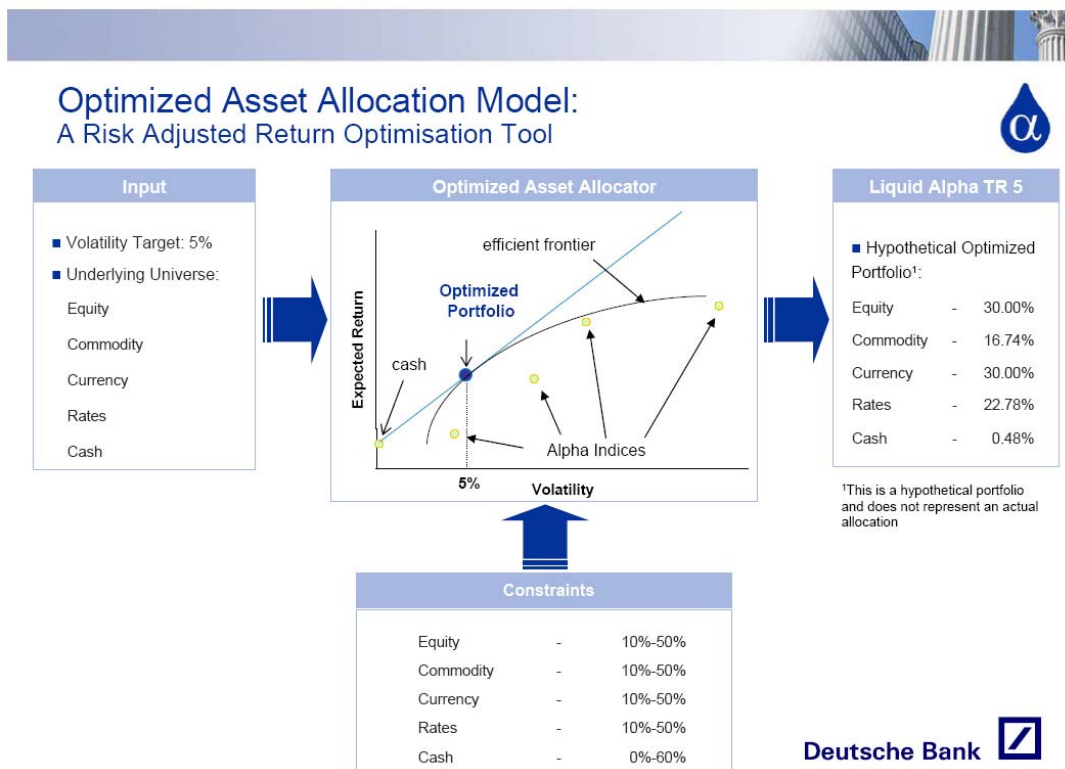 Optimized Asset Allocation Model:
A Risk Adjusted Return Optimisation Tool
α
Input
■ Volatility Target: 5%
■ Underlying Universe:
Equity
Commodity
Currency
Rates
Cash
Optimized Asset Allocator
Expected Return
efficient frontier
Optimized
Portfolio
cash
Alpha Indices
5%
Volatility
Liquid Alpha TR 5
■ Hypothetical Optimized
Portfolio¹:
Equity - 30.00%
Commodity - 16.74%
Currency - 30.00%
Rates - 22.78%
Cash - 0.48%
¹This is a hypothetical portfolio
and does not represent an actual
allocation
Constraints
Equity - 10%-50%
Commodity - 10%-50%
Currency - 10%-50%
Rates - 10%-50%
Cash - 0%-60%
Deutsche Bank